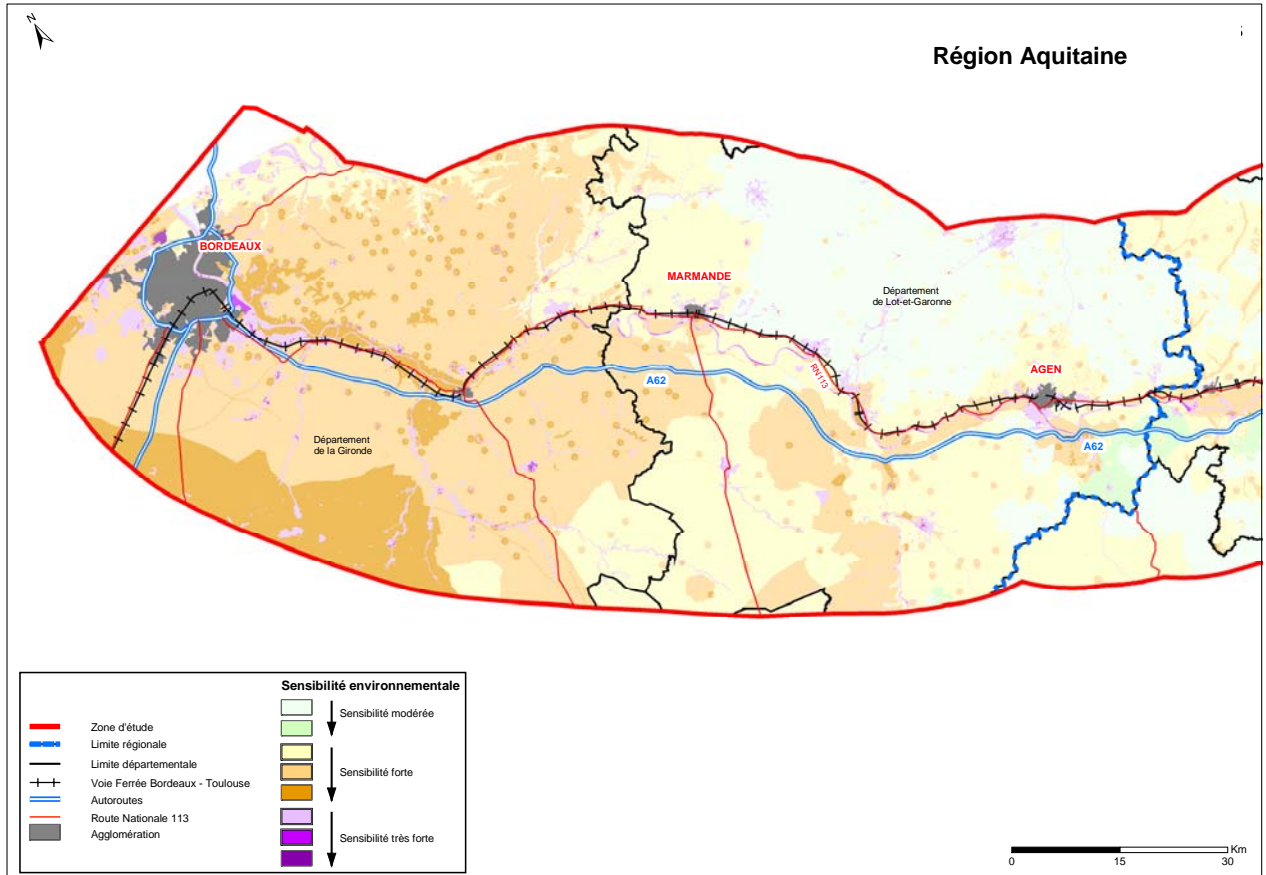 N
Région Aquitaine
BORDEAUX
MARMANDE
Département
de Lot-et-Garonne
RN113
AGEN
A62
A62
Département
de la Gironde
Sensibilité environnementale
Sensibilité modérée
Zone d'étude
Limite régionale
Limite départementale
Sensibilité forte
Voie Ferrée Bordeaux - Toulouse
Autoroutes
Route Nationale 113
Agglomération
Sensibilité très forte
Km
0 15 30